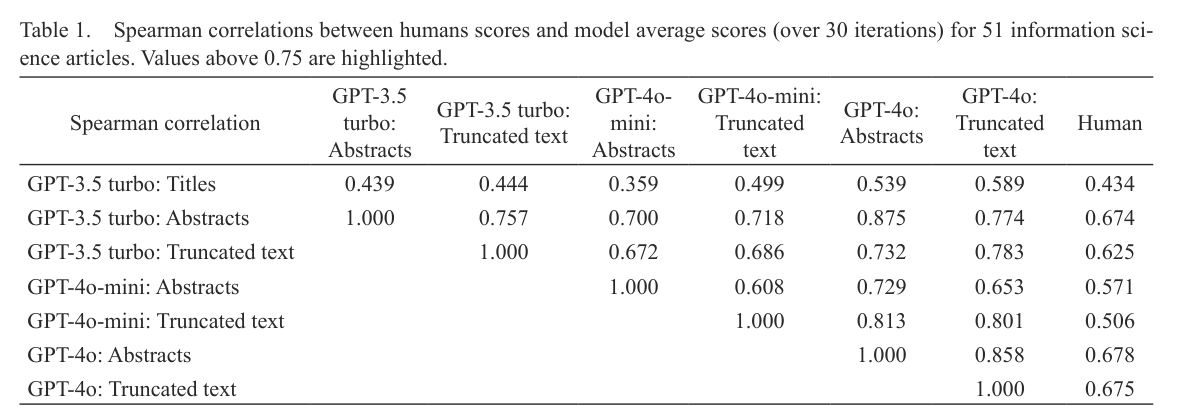 Table 1. Spearman correlations between humans scores and model average scores (over 30 iterations) for 51 information sci-
ence articles. Values above 0.75 are highlighted.
Spearman correlation GPT-3.5 turbo: Abstracts GPT-3.5 turbo: Truncated text GPT-4o-mini: Abstracts GPT-4o-mini: Truncated text GPT-4o: Abstracts GPT-4o: Truncated text Human
GPT-3.5 turbo: Titles 0.439 0.444 0.359 0.499 0.539 0.589 0.434
GPT-3.5 turbo: Abstracts 1.000 0.757 0.700 0.718 0.875 0.774 0.674
GPT-3.5 turbo: Truncated text 1.000 0.672 0.686 0.732 0.783 0.625
GPT-4o-mini: Abstracts 1.000 0.608 0.729 0.653 0.571
GPT-4o-mini: Truncated text 1.000 0.813 0.801 0.506
GPT-4o: Abstracts 1.000 0.858 0.678
GPT-4o: Truncated text 1.000 0.675